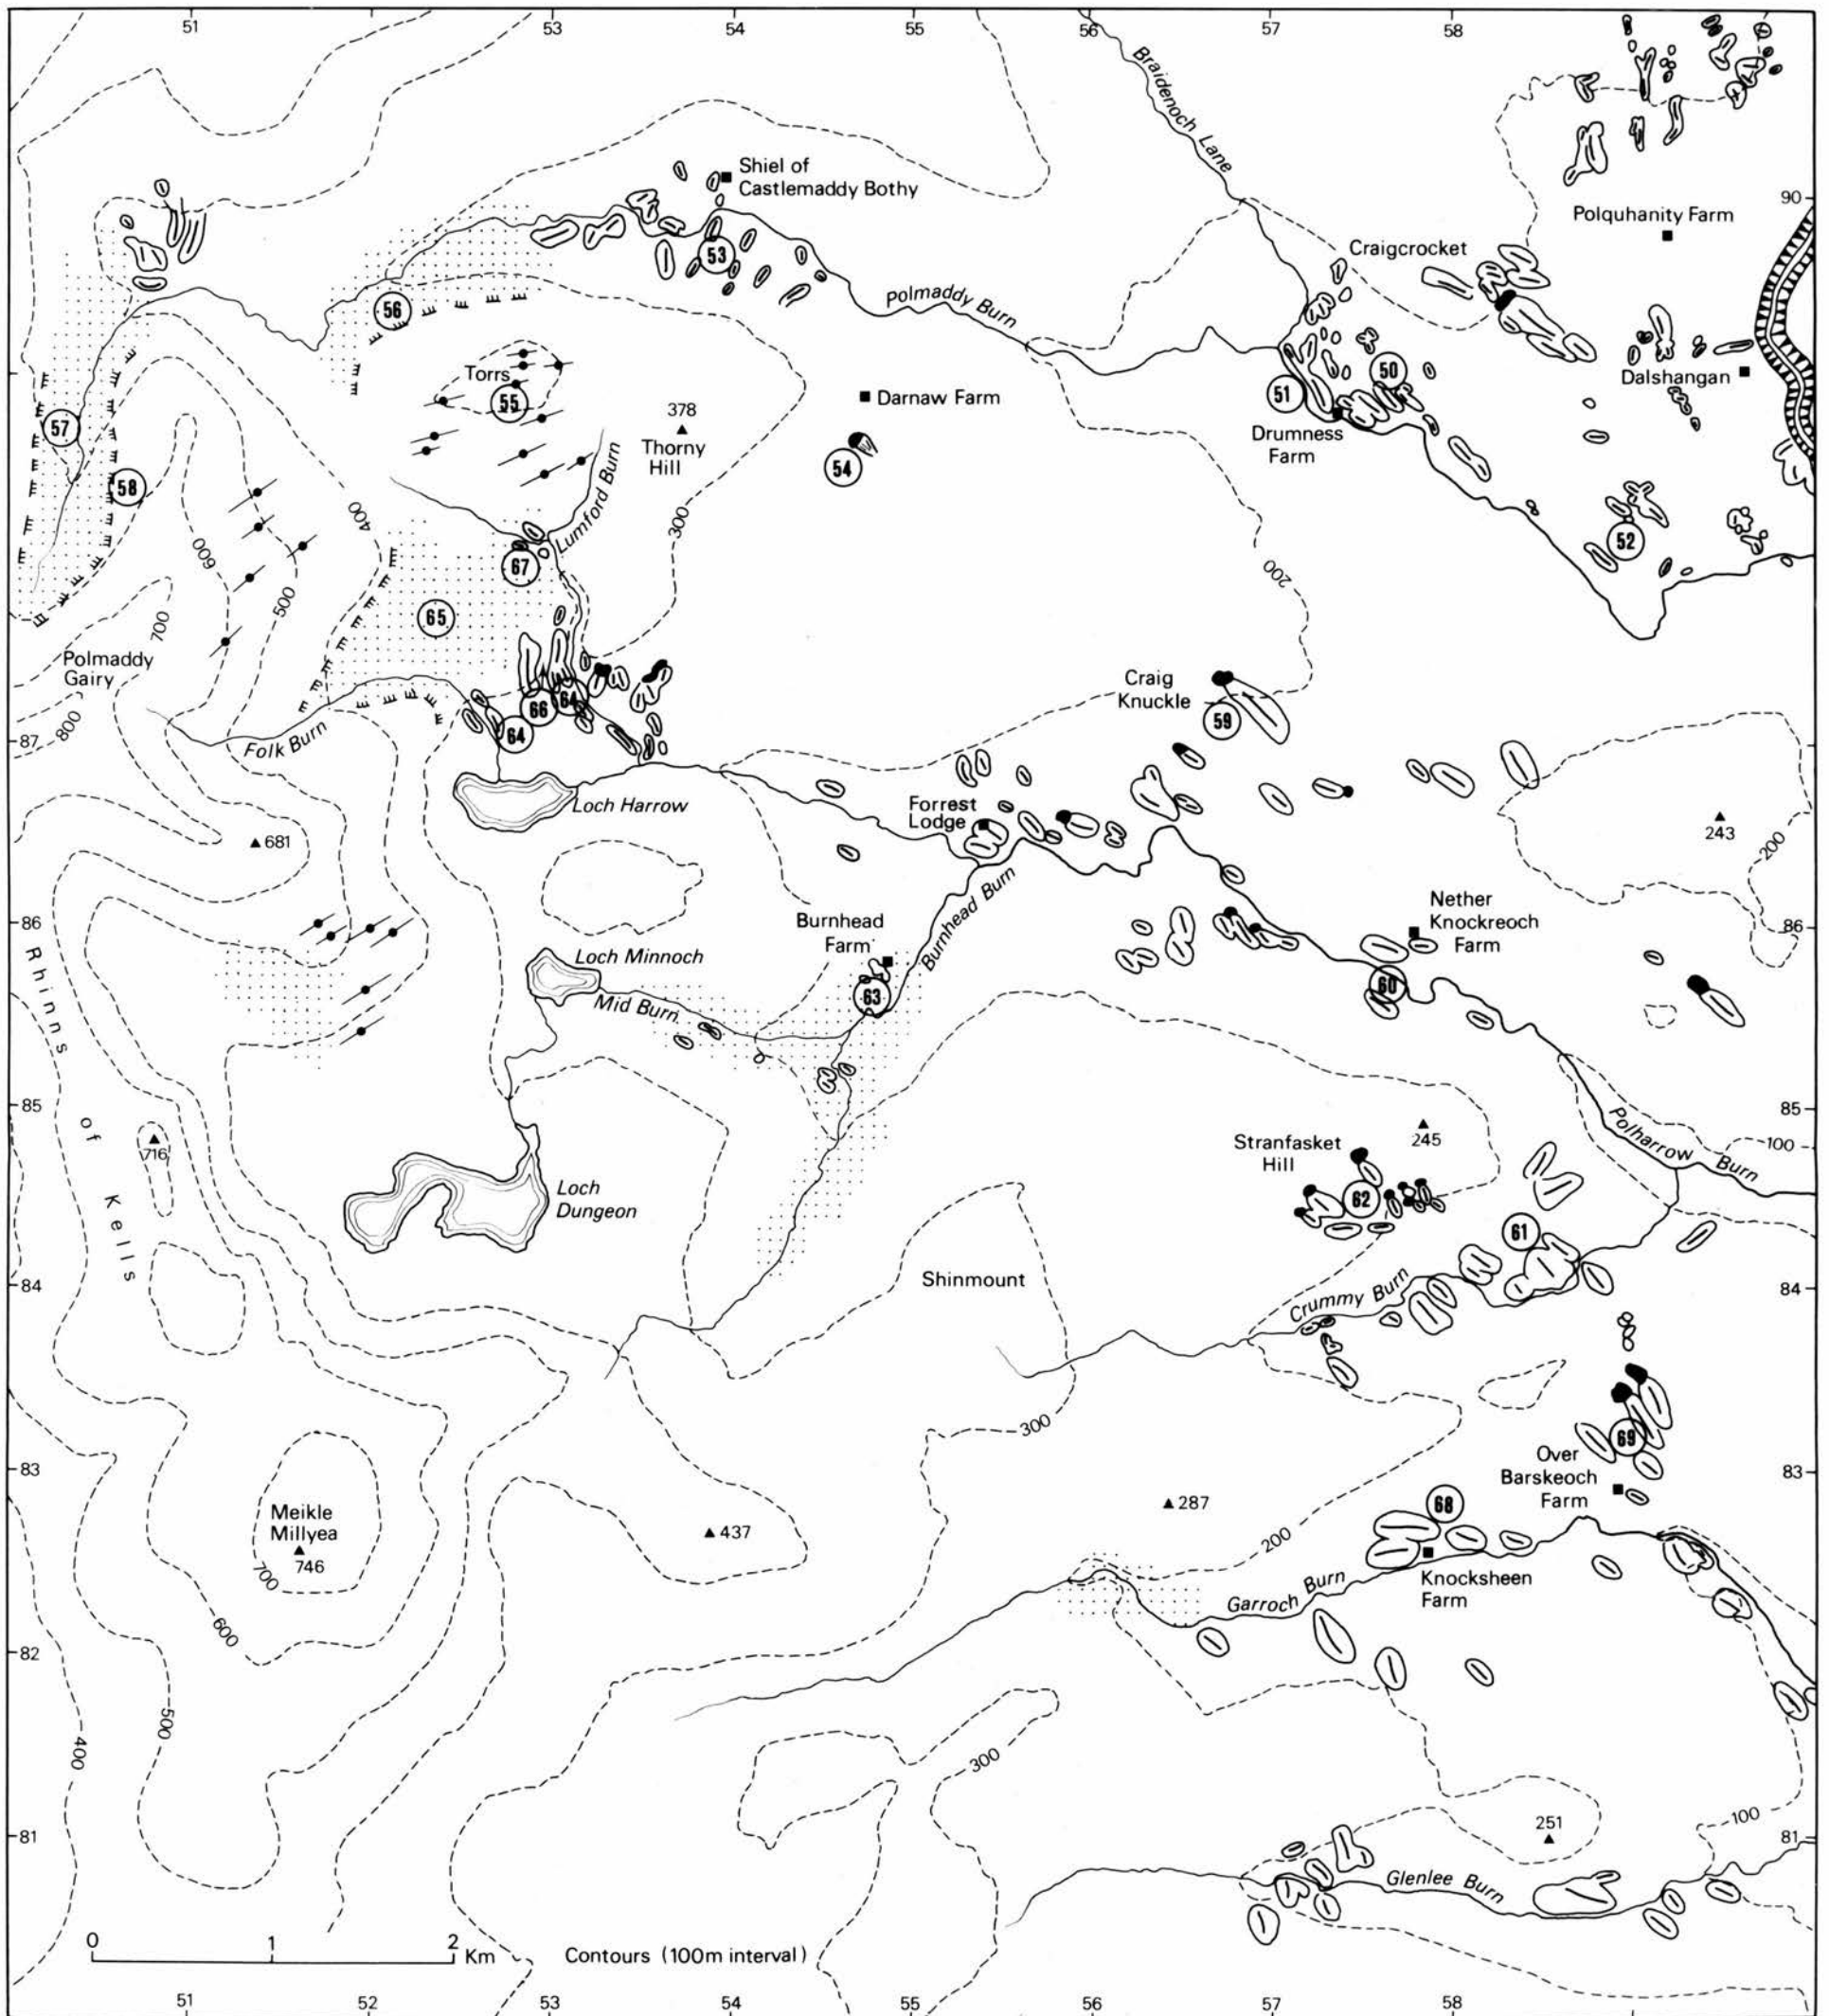 51
53
54
55
56
57
58
Braidenoch Lane
Shiel of
Castlemaddy Bothy
90
Polquhanity Farm
Craigcrocket
53
56
Polmaddy Burn
Torrs
55
Darnaw Farm
50
51
Dalshangan
57
378
Thorny
Hill
Drumness
Farm
54
58
400
Lumford Burn
300
600
52
67
200
500
65
700
Polmaddy
Gairy
Craig
Knuckle
800
64
66
64
59
87
Folk Burn
Loch Harrow
Forrest
Lodge
243
200
681
86
Burnhead
Farm
Burnhead Burn
Nether
Knockreoch
Farm
86
Rhinns
of
Kells
Loch Minnoch
Mid Burn
63
60
85
85
Polharrow Burn
100
716
Stranfasket
Hill
245
Loch
Dungeon
62
61
84
Shinmount
84
Crummy Burn
300
69
83
Over
Barskeoch
Farm
83
68
Meikle
Millyea
746
700
437
287
200
Knocksheen
Farm
Garroch Burn
600
82
500
400
300
100
81
251
81
Glenlee Burn
0
1
2
Km
Contours (100m interval)
51
52
53
54
55
56
57
58